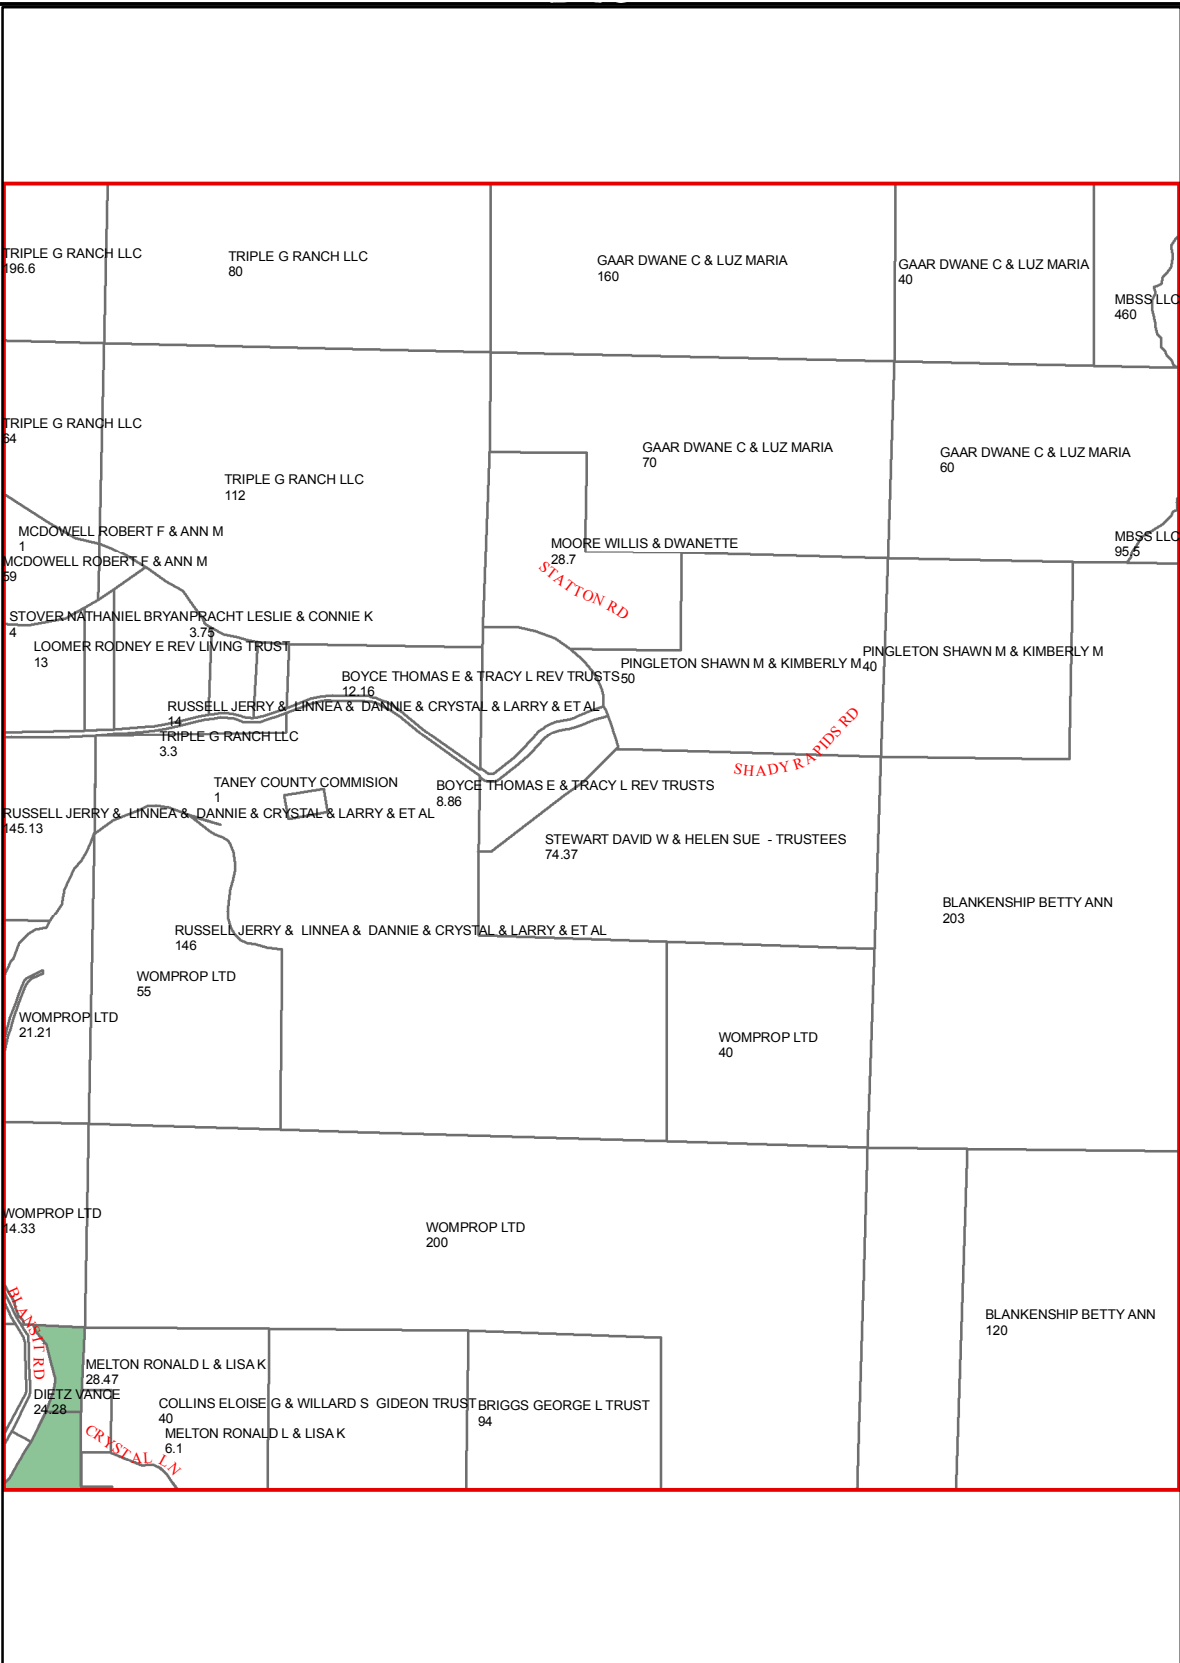 TRIPLE G RANCH LLC
196.6
TRIPLE G RANCH LLC
80
GAAR DWANE C & LUZ MARIA
160
GAAR DWANE C & LUZ MARIA
40
MBSS LLC
460
TRIPLE G RANCH LLC
64
TRIPLE G RANCH LLC
112
GAAR DWANE C & LUZ MARIA
70
GAAR DWANE C & LUZ MARIA
60
MCDOWELL ROBERT F & ANN M
1
MCDOWELL ROBERT F & ANN M
59
MOORE WILLIS & DWANETTE
28.7
MBSS LLC
95.5
STATTON RD
STOVER NATHANIEL BRYAN
4
PRACHT LESLIE & CONNIE K
3.75
LOOMER RODNEY E REV LIVING TRUST
13
BOYCE THOMAS E & TRACY L REV TRUSTS
12.16
PINGLETON SHAWN M & KIMBERLY M
50
PINGLETON SHAWN M & KIMBERLY M
40
RUSSELL JERRY & LINNEA & DANNIE & CRYSTAL & LARRY & ET AL
14
TRIPLE G RANCH LLC
3.3
SHADY RAPIDS RD
TANEY COUNTY COMMISION
1
BOYCE THOMAS E & TRACY L REV TRUSTS
8.86
RUSSELL JERRY & LINNEA & DANNIE & CRYSTAL & LARRY & ET AL
145.13
STEWART DAVID W & HELEN SUE - TRUSTEES
74.37
BLANKENSHIP BETTY ANN
203
RUSSELL JERRY & LINNEA & DANNIE & CRYSTAL & LARRY & ET AL
146
WOMPROP LTD
55
WOMPROP LTD
21.21
WOMPROP LTD
40
WOMPROP LTD
14.33
WOMPROP LTD
200
BLANSIT RD
BLANKENSHIP BETTY ANN
120
MELTON RONALD L & LISA K
28.47
DIETZ VANCE
24.28
COLLINS ELOISE G & WILLARD S GIDEON TRUST
40
BRIGGS GEORGE L TRUST
94
MELTON RONALD L & LISA K
6.1
CRYSTAL LN